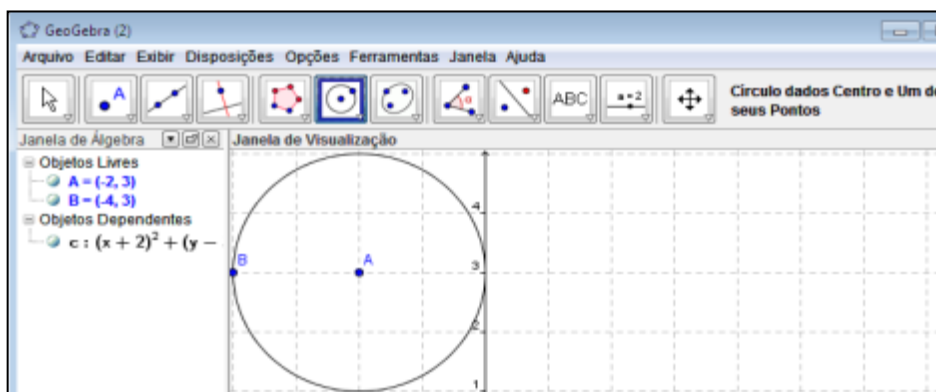 GeoGebra (2)
Arquivo Editar Exibir Disposições Opções Ferramentas Janela Ajuda
A
α
ABC
a=2
Círculo dados Centro e Um d
seus Pontos
Janela de Álgebra
Janela de Visualização
Objetos Livres
A = (-2, 3)
B = (-4, 3)
Objetos Dependentes
c : (x + 2)² + (y −
4
B
A
3
2
1